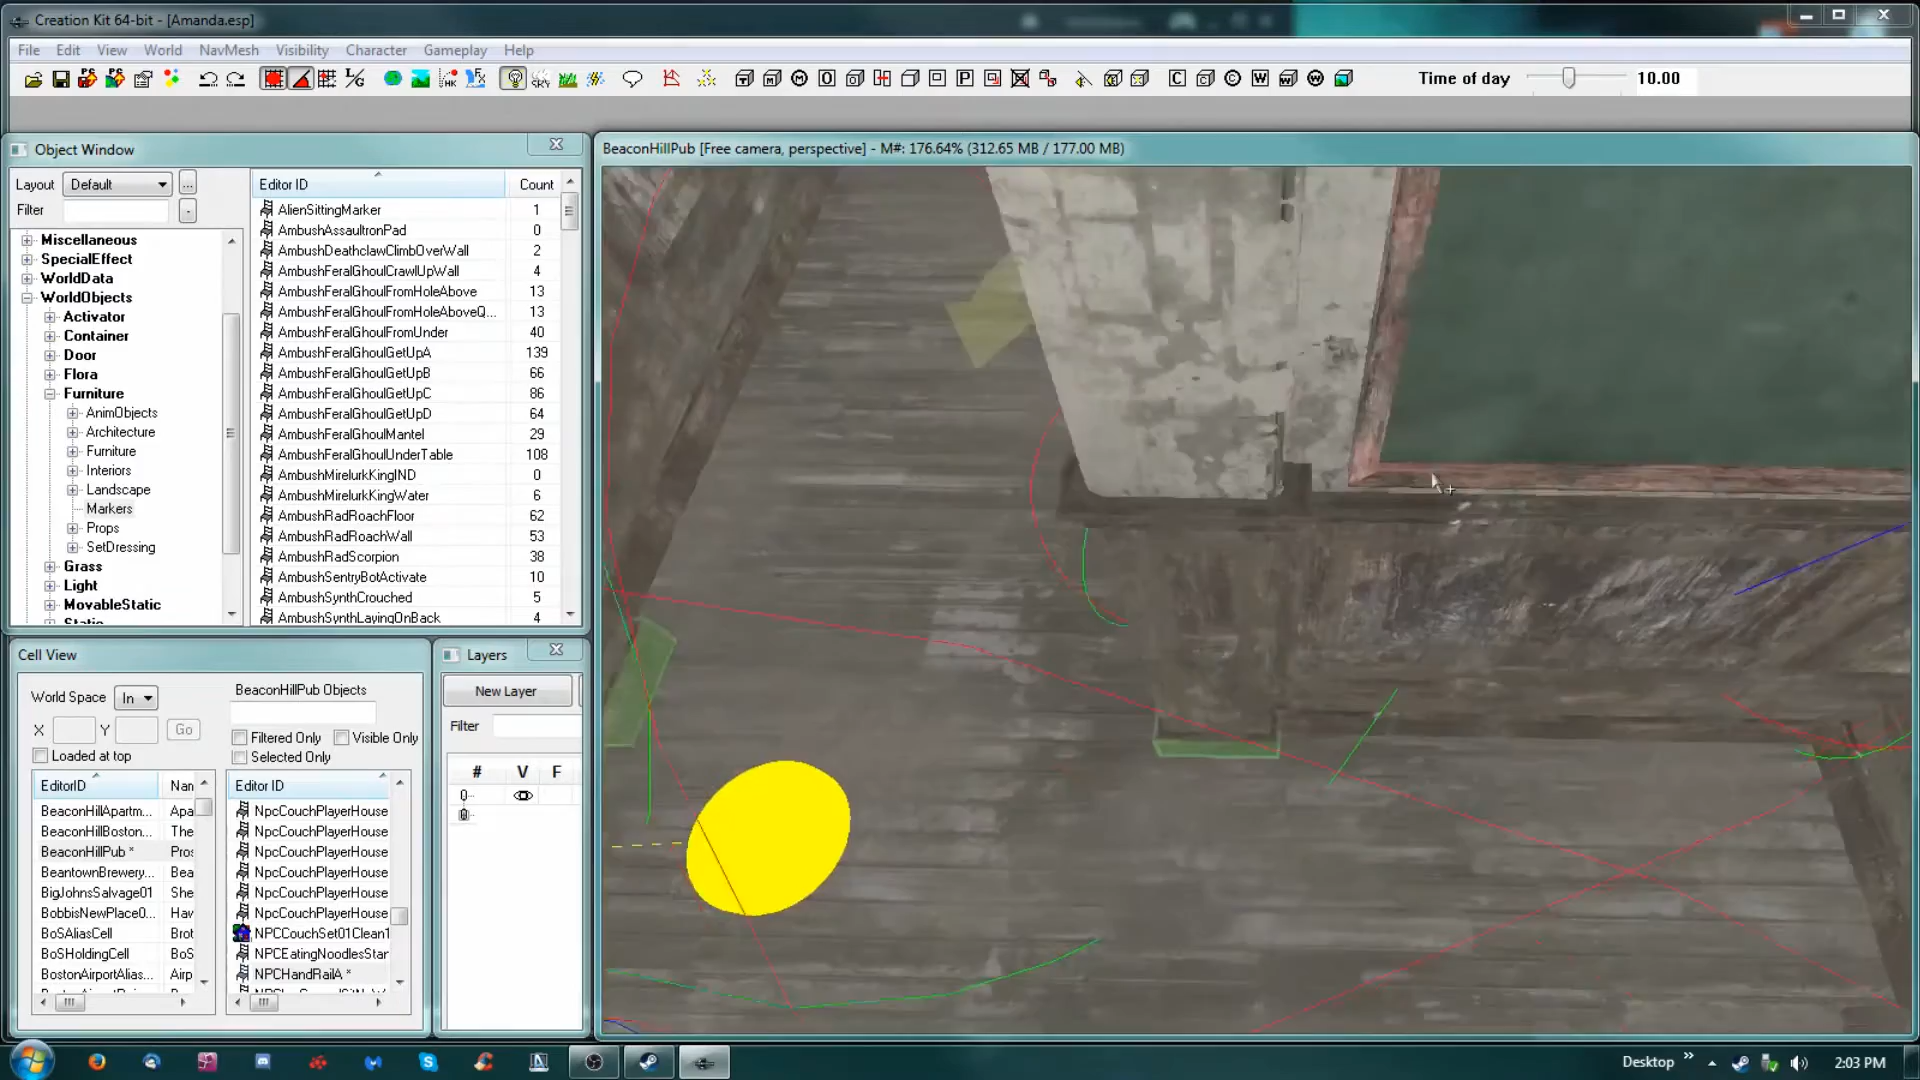 Creation Kit 64-bit - [Amanda.esp]
File Edit View World NavMesh Visibility Character Gameplay Help
Time of day 10.00
Object Window
Layout Default ...
Filter -
Miscellaneous
SpecialEffect
WorldData
WorldObjects
Activator
Container
Door
Flora
Furniture
AnimObjects
Architecture
Furniture
Interiors
Landscape
Markers
Props
SetDressing
Grass
Light
MovableStatic
Editor ID Count
AlienSittingMarker 1
AmbushAssaultronPad 0
AmbushDeathclawClimbOverWall 2
AmbushFeralGhoulCrawlUpWall 4
AmbushFeralGhoulFromHoleAbove 13
AmbushFeralGhoulFromHoleAboveQ... 13
AmbushFeralGhoulFromUnder 40
AmbushFeralGhoulGetUpA 139
AmbushFeralGhoulGetUpB 66
AmbushFeralGhoulGetUpC 86
AmbushFeralGhoulGetUpD 64
AmbushFeralGhoulMantel 29
AmbushFeralGhoulUnderTable 108
AmbushMirelurkKingIND 0
AmbushMirelurkKingWater 6
AmbushRadRoachFloor 62
AmbushRadRoachWall 53
AmbushRadScorpion 38
AmbushSentryBotActivate 10
AmbushSynthCrouched 5
AmbushSynthLayingOnBack 4
BeaconHillPub [Free camera, perspective] - M#: 176.64% (312.65 MB / 177.00 MB)
Cell View
World Space In
X Y Go
Loaded at top
EditorID Nar
BeaconHillApartm... Apa
BeaconHillBoston... The
BeaconHillPub * Pros
BeantownBrewery... Bea
BigJohnsSalvage01 She
BobbisNewPlace0... Hav
BoSAliasCell Brot
BoSHoldingCell BoS
BostonAirportAlias... Airp
BeaconHillPub Objects
Filtered Only Visible Only
Selected Only
Editor ID
NpcCouchPlayerHouse
NpcCouchPlayerHouse
NpcCouchPlayerHouse
NpcCouchPlayerHouse
NpcCouchPlayerHouse
NpcCouchPlayerHouse
NPCCouchSet01Clean1
NPCEatingNoodlesStar
NPCHandRailA *
Layers
New Layer
Filter
# V F
Desktop
2:03 PM